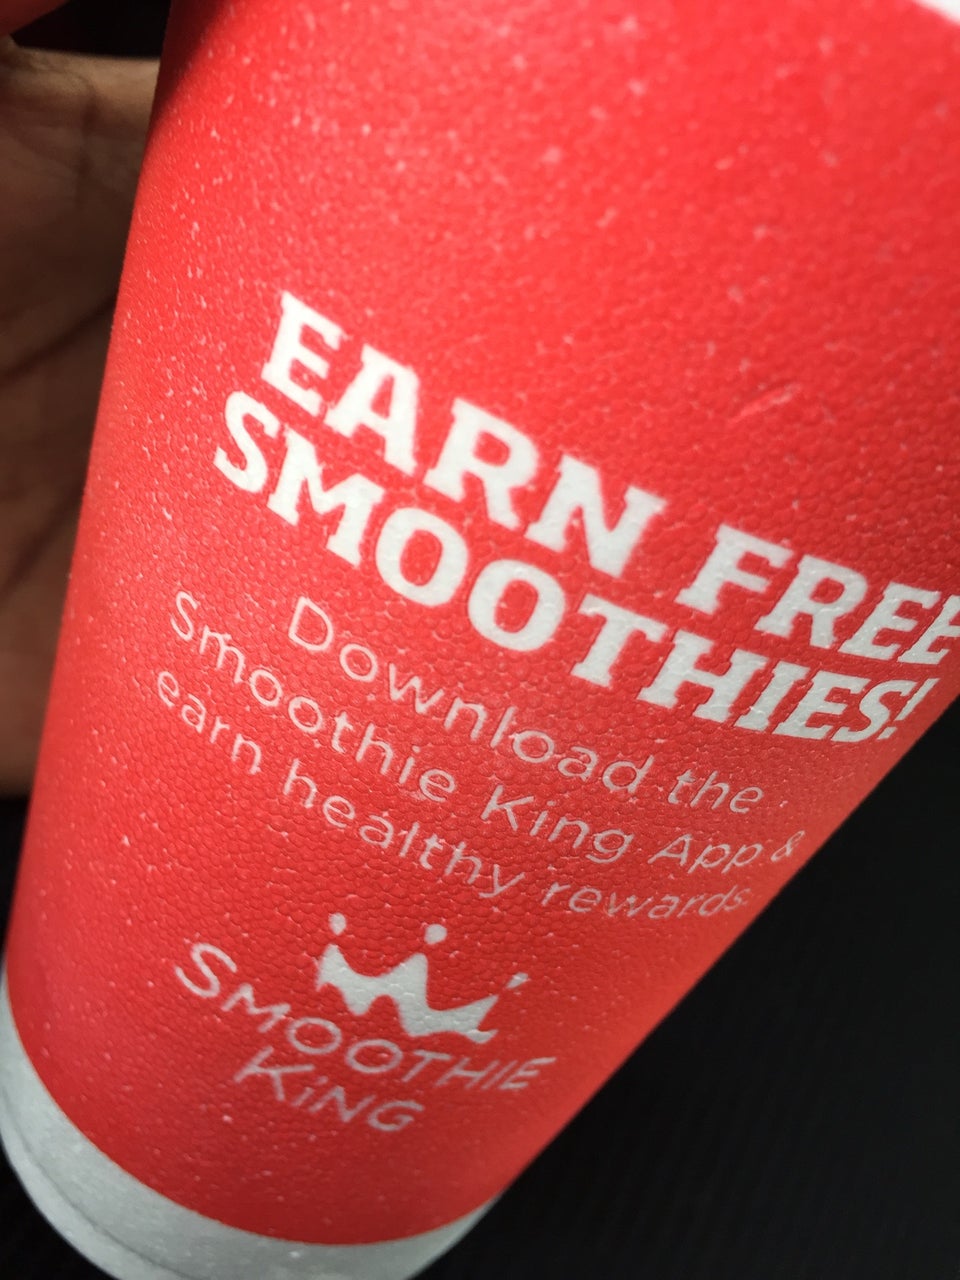 EARN FREE
SMOOTHIES!
Download the
Smoothie King App &
earn healthy rewards.
SMOOTHIE
KiNG